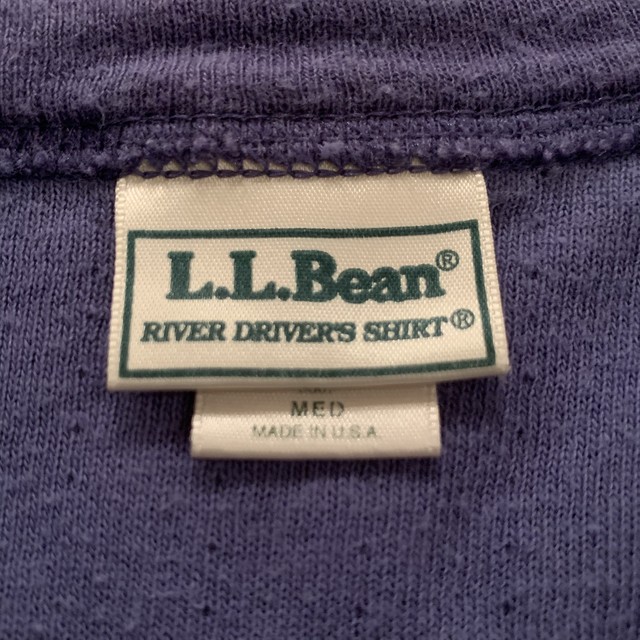 L.L.Bean®
RIVER DRIVER'S SHIRT®
MED
MADE IN U.S.A.